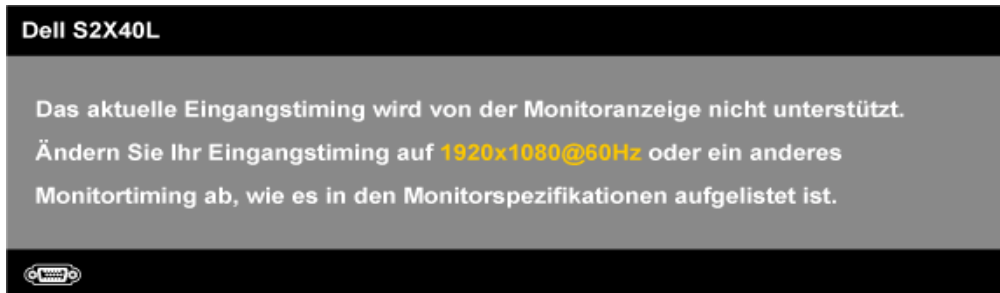 Dell S2X40L
Das aktuelle Eingangstiming wird von der Monitoranzeige nicht unterstützt.
Ändern Sie Ihr Eingangstiming auf 1920x1080@60Hz oder ein anderes
Monitortiming ab, wie es in den Monitorspezifikationen aufgelistet ist.